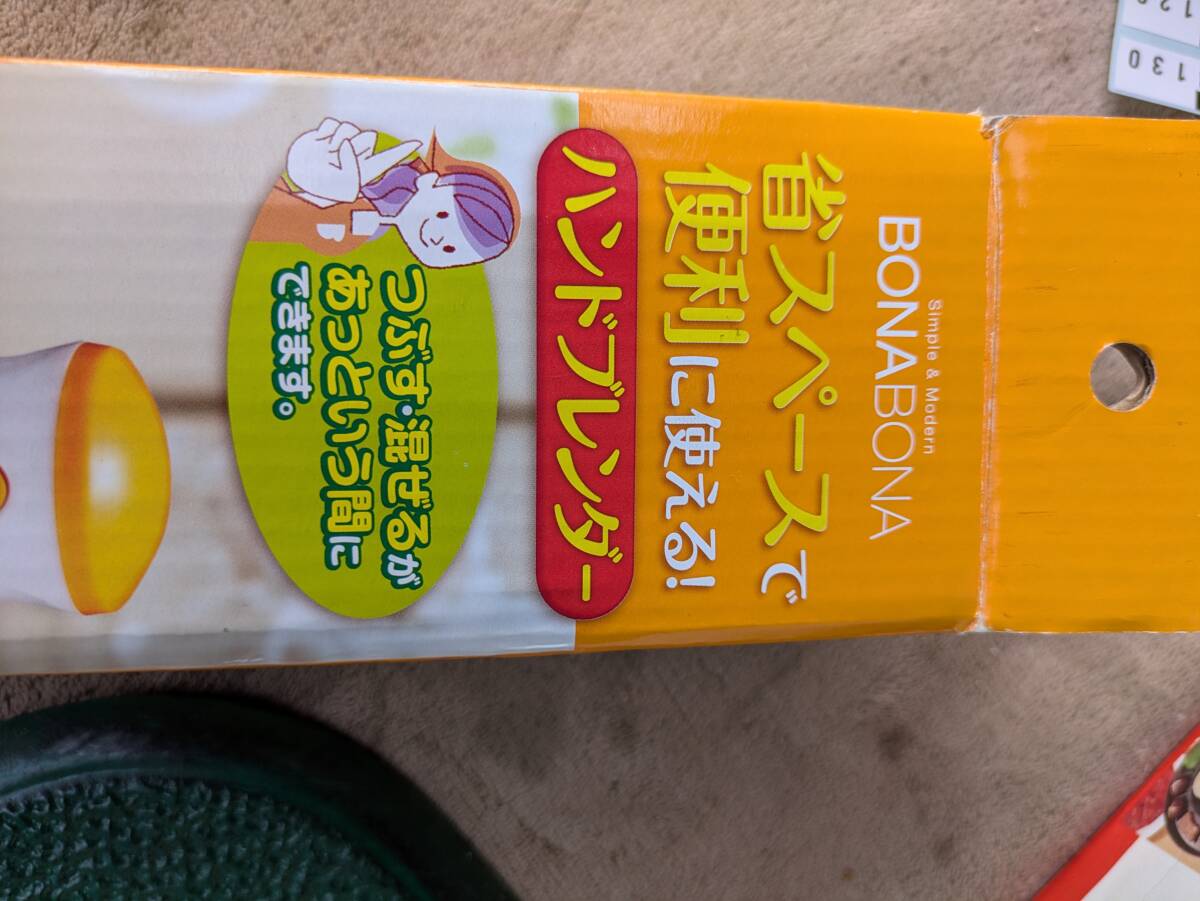 Simple & Modern
BONABONA
省スペースで
便利に使える!
ハンドブレンダー
つぶす・混ぜるが
あっという間に
できます。
130